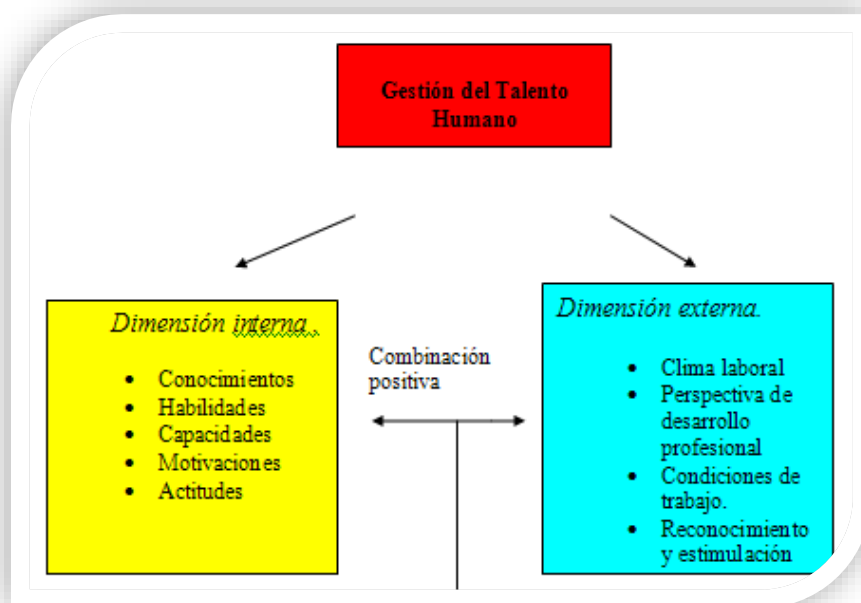 Gestión del Talento
Humano
Dimensión interna .
• Conocimientos
• Habilidades
• Capacidades
• Motivaciones
• Actitudes
Combinación
positiva
Dimensión externa.
• Clima laboral
• Perspectiva de
desarrollo
profesional
• Condiciones de
trabajo.
• Reconocimiento
y estimulación